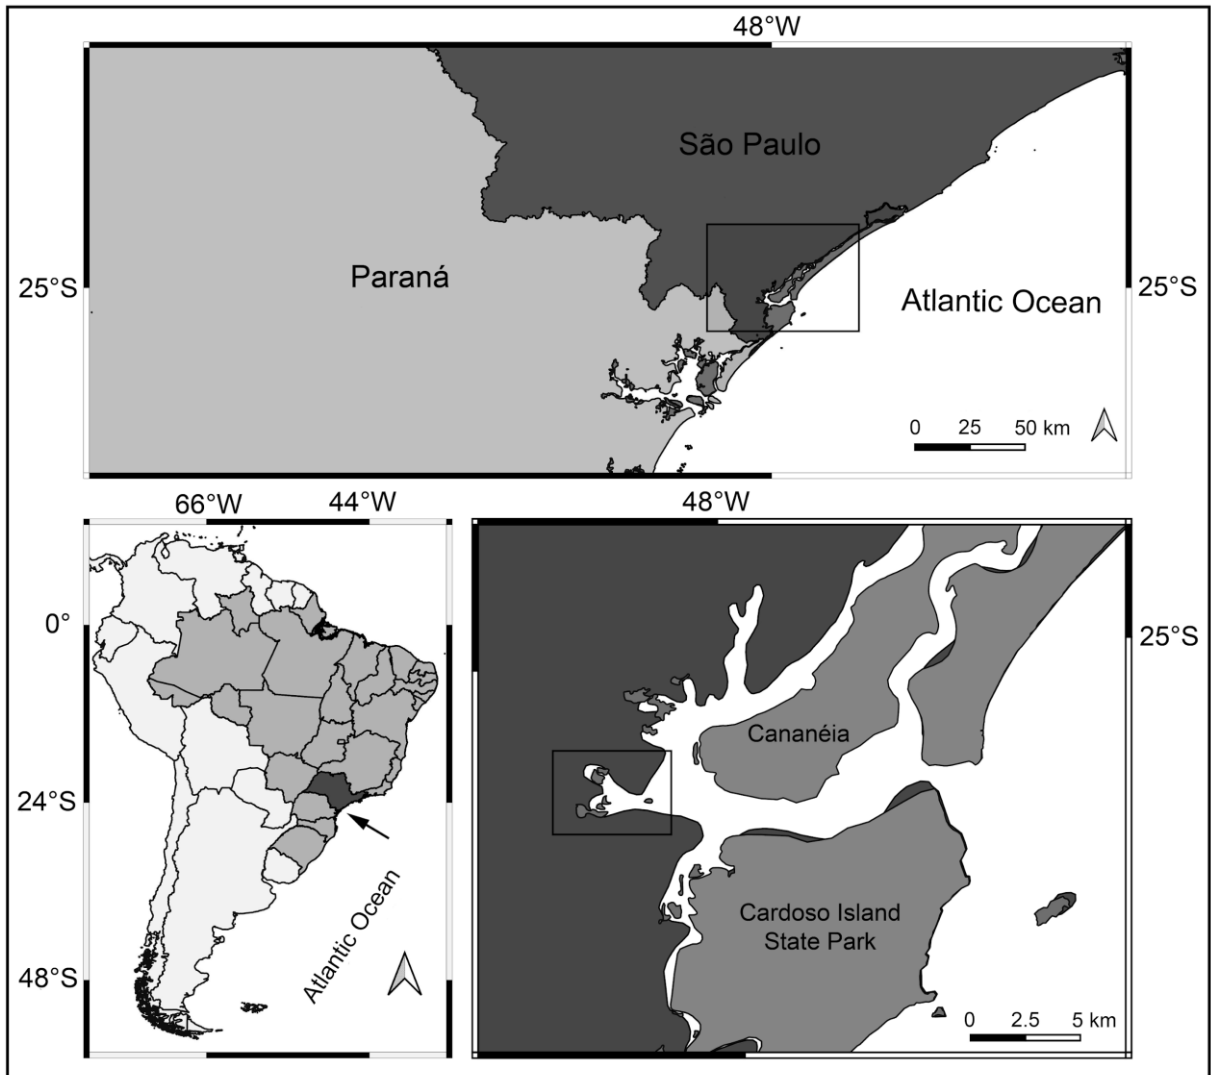 48°W
São Paulo
Paraná
25°S
25°S
Atlantic Ocean
0 25 50 km
66°W 44°W
0°
24°S
48°S
Atlantic Ocean
48°W
25°S
Cananéia
Cardoso Island
State Park
0 2.5 5 km